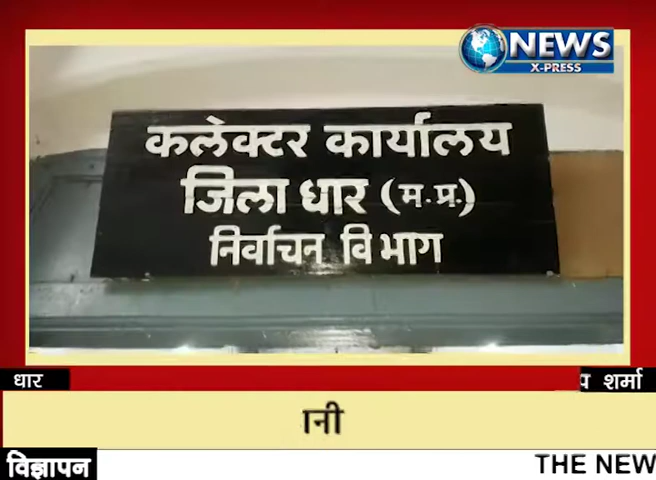 NEWS
X-PRESS
कलेक्टर कार्यालय
जिला धार (म.प्र.)
निर्वाचन विभाग
धार
शर्मा
विज्ञापन
THE NEW